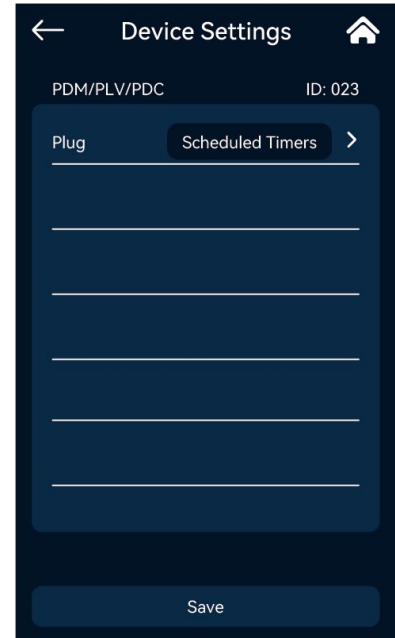 Device Settings
PDM/PLV/PDC ID: 023
Plug Scheduled Timers
Save